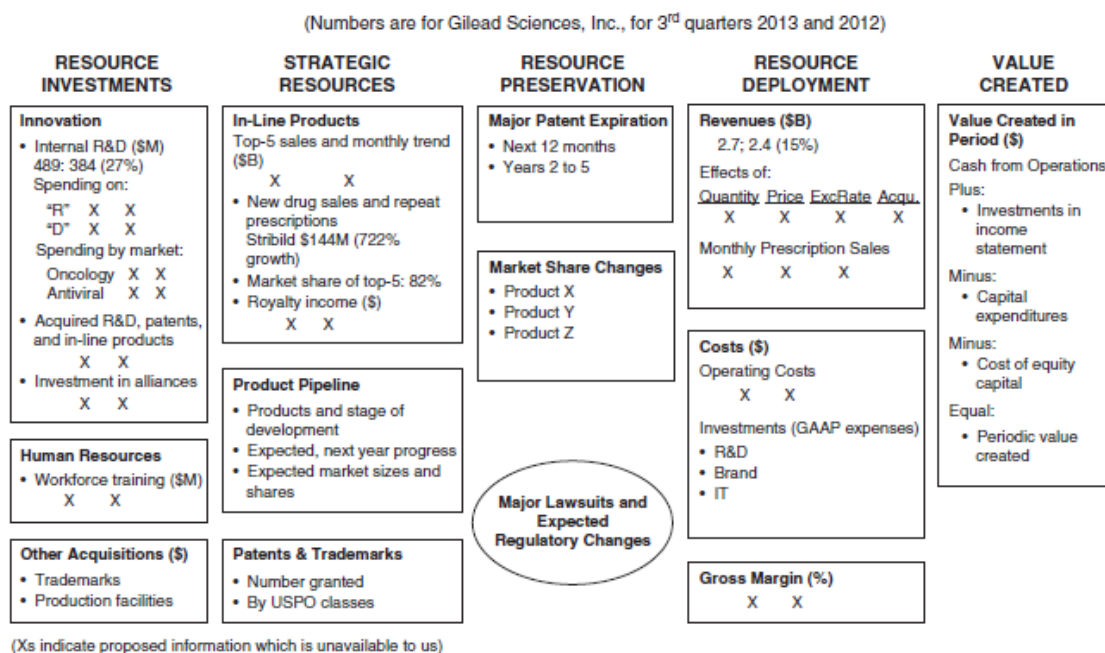 (Numbers are for Gilead Sciences, Inc., for 3rd quarters 2013 and 2012)
RESOURCE
INVESTMENTS
Innovation
• Internal R&D ($M)
489: 384 (27%)
Spending on:
"R" X X
"D" X X
Spending by market:
Oncology X X
Antiviral X X
• Acquired R&D, patents,
and in-line products
X X
• Investment in alliances
X X
Human Resources
• Workforce training ($M)
X X
Other Acquisitions ($)
• Trademarks
• Production facilities
STRATEGIC
RESOURCES
In-Line Products
Top-5 sales and monthly trend
($B)
X X
• New drug sales and repeat
prescriptions
Stribild $144M (722%
growth)
• Market share of top-5: 82%
• Royalty income ($)
X X
Product Pipeline
• Products and stage of
development
• Expected, next year progress
• Expected market sizes and
shares
Patents & Trademarks
• Number granted
• By USPO classes
RESOURCE
PRESERVATION
Major Patent Expiration
• Next 12 months
• Years 2 to 5
Market Share Changes
• Product X
• Product Y
• Product Z
Major Lawsuits and
Expected
Regulatory Changes
RESOURCE
DEPLOYMENT
Revenues ($B)
2.7; 2.4 (15%)
Effects of:
Quantity Price ExcRate Acqu.
X X X X
Monthly Prescription Sales
X X X
Costs ($)
Operating Costs
X X
Investments (GAAP expenses)
• R&D
• Brand
• IT
Gross Margin (%)
X X
VALUE
CREATED
Value Created in
Period ($)
Cash from Operations
Plus:
• Investments in
income
statement
Minus:
• Capital
expenditures
Minus:
• Cost of equity
capital
Equal:
• Periodic value
created
(Xs indicate proposed information which is unavailable to us)